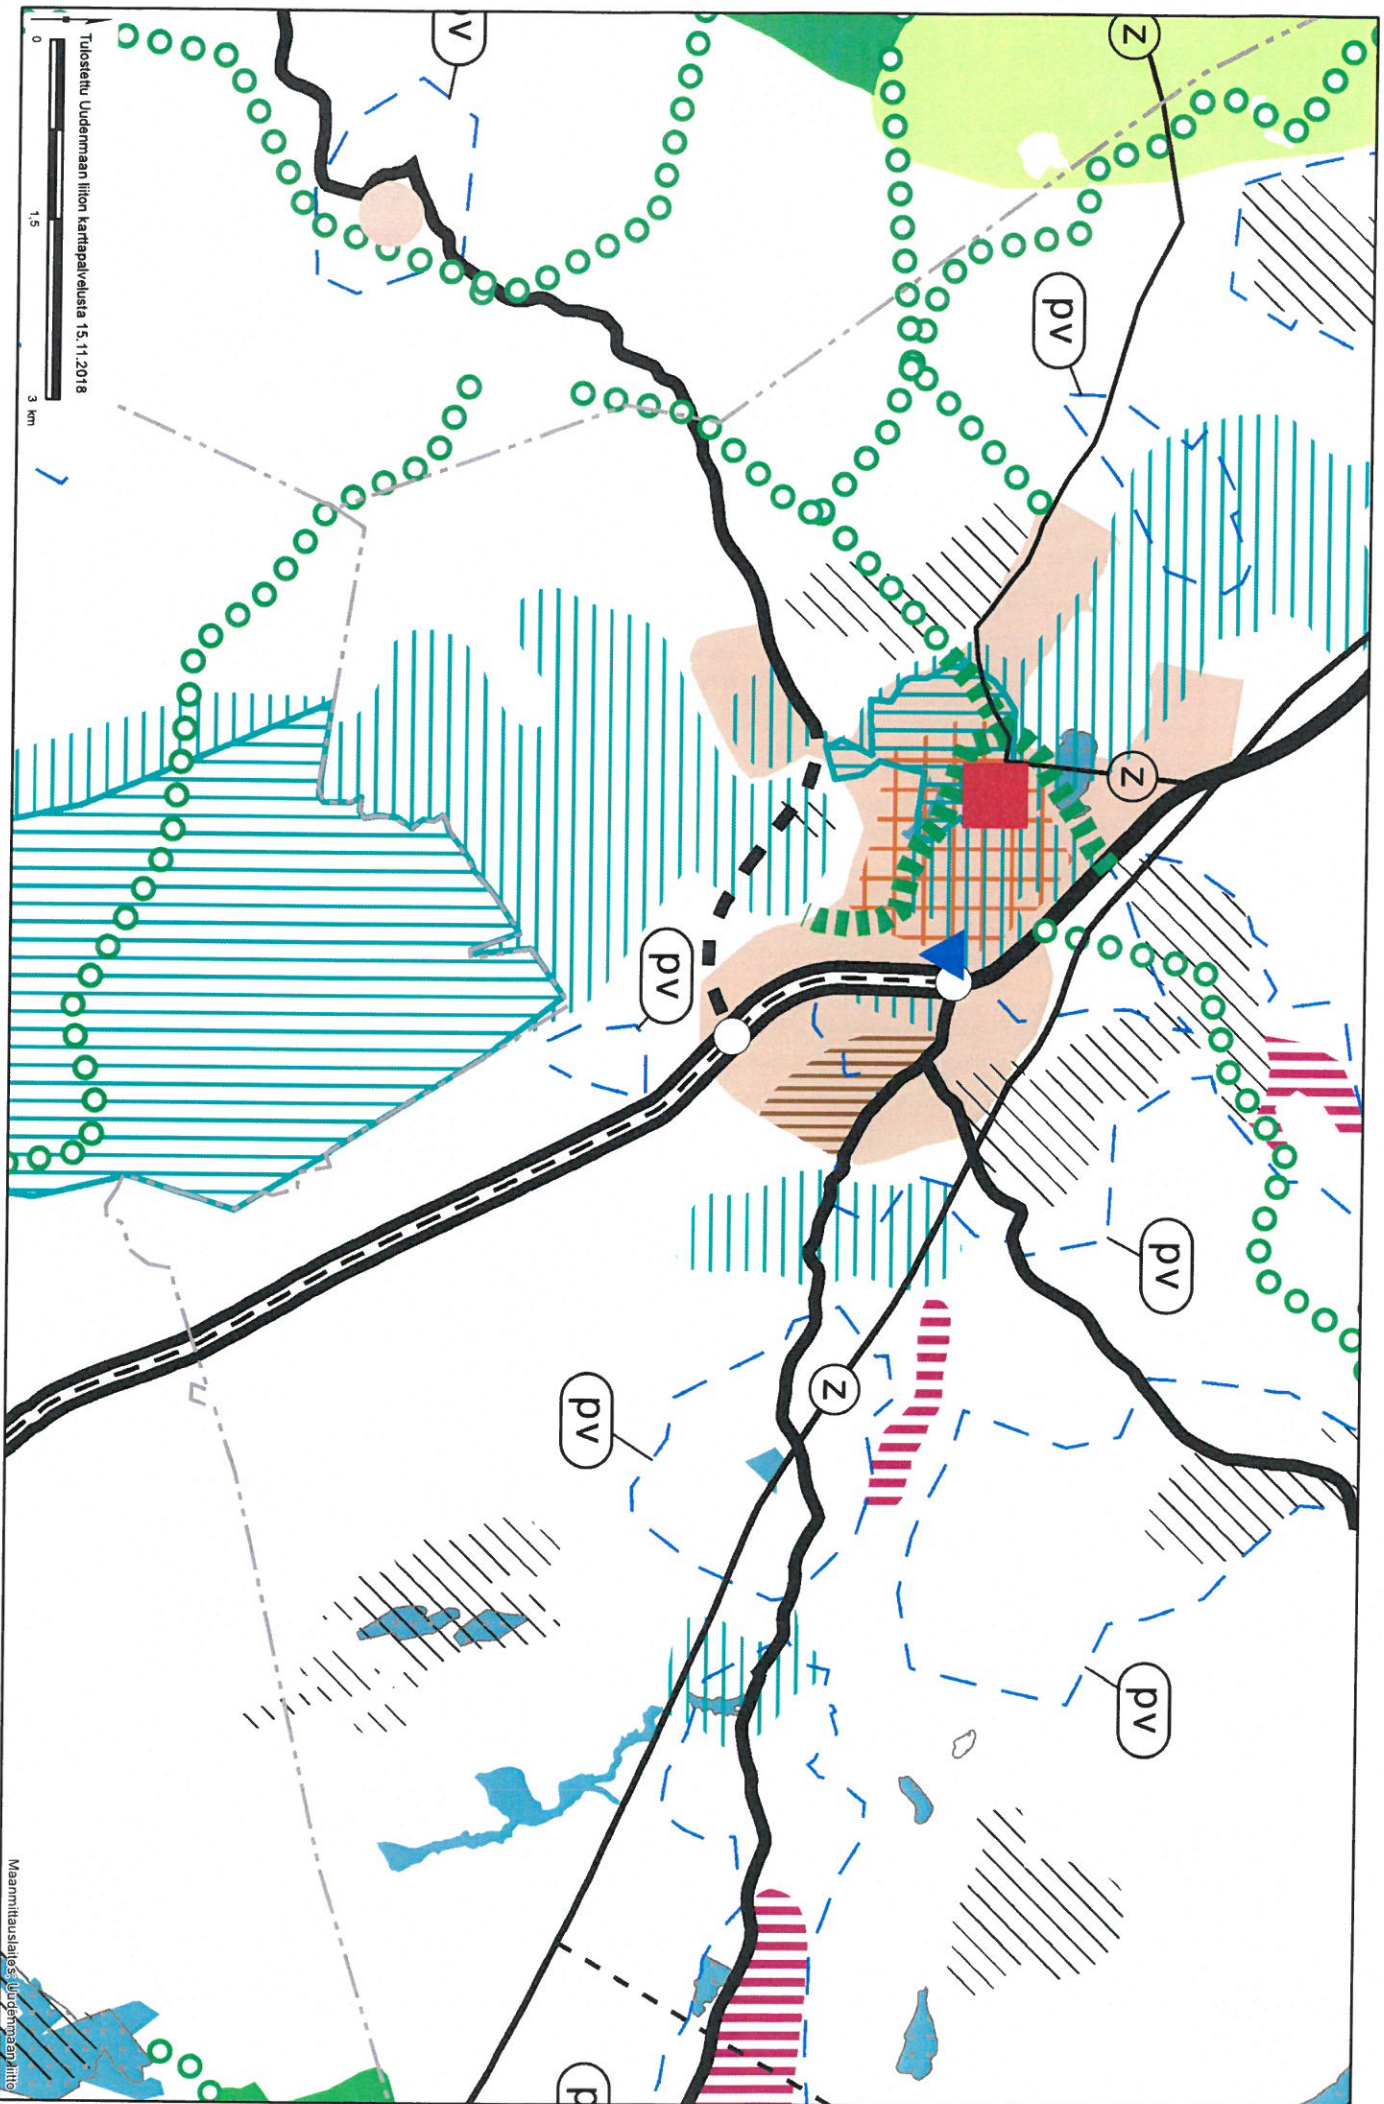 Tulostettu Uudenmaan liiton karttapalvelusta 15.11.2018
0 1,5 3 km
v
z
pv
z
pv
pv
z
pv
pv
p
Maanmittauslaitos, Uudenmaan liitto